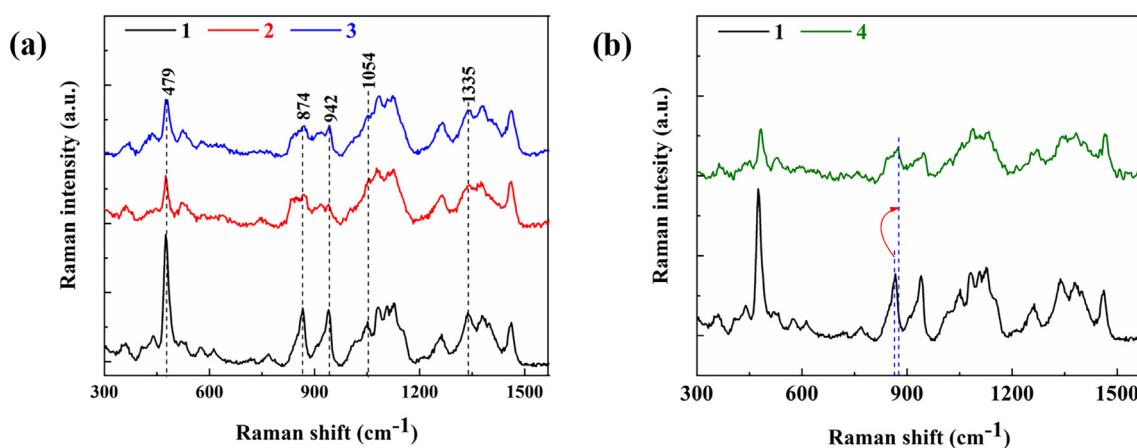 (a)
1 2 3
479
874
942
1054
1335
Raman intensity (a.u.)
300 600 900 1200 1500
Raman shift (cm-1)
(b)
1 4
Raman intesity (a.u.)
300 600 900 1200 1500
Raman shift (cm-1)